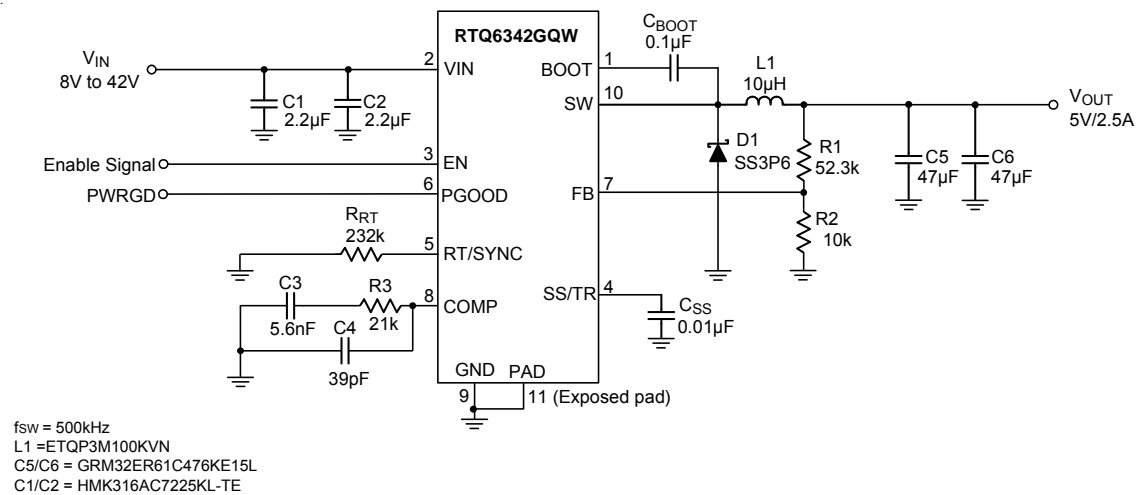 RTQ6342GQW
VIN
8V to 42V
2
VIN
C1
2.2µF
C2
2.2µF
Enable Signal
3
EN
PWRGD
6
PGOOD
RRT
232k
5
RT/SYNC
C3
5.6nF
R3
21k
8
COMP
C4
39pF
BOOT
1
CBOOT
0.1µF
SW
10
L1
10µH
VOUT
5V/2.5A
D1
SS3P6
R1
52.3k
C5
47µF
C6
47µF
FB
7
R2
10k
SS/TR
4
CSS
0.01µF
GND
PAD
9
11 (Exposed pad)
fsw = 500kHz
L1 =ETQP3M100KVN
C5/C6 = GRM32ER61C476KE15L
C1/C2 = HMK316AC7225KL-TE